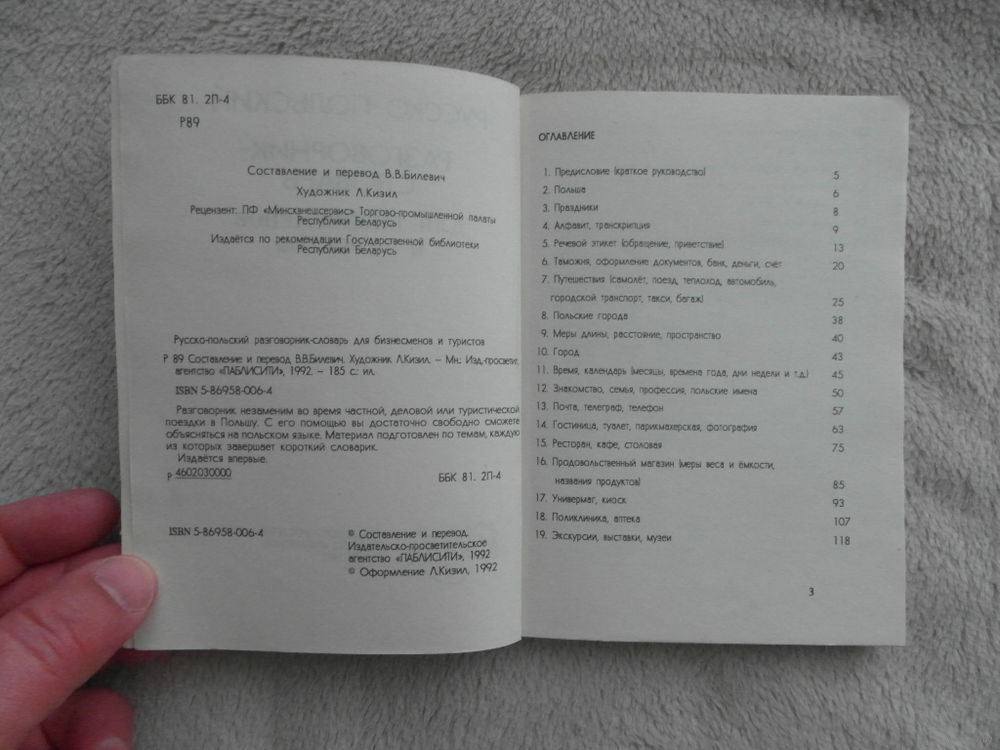 ББК 81. 2П-4
Р89
Составление и перевод В.В.Билевич
Художник Л.Кизил
Рецензент: ПФ «Минсквнешсервис» Торгово-промышленной палаты
Республики Беларусь
Издаётся по рекомендации Государственной библиотеки
Республики Беларусь
Русско-польский разговорник-словарь для бизнесменов и туристов
Р 89 Составление и перевод В.В.Билевич. Художник Л.Кизил. – Мн.: Изд.-просветит.
агентство «ПАБЛИСИТИ», 1992. – 185 с.: ил.
ISBN 5-86958-006-4
Разговорник незаменим во время частной, деловой или туристической
поездки в Польшу. С его помощью вы достаточно свободно сможете
объясняться на польском языке. Материал подготовлен по темам, каждую
из которых завершает короткий словарик.
Издаётся впервые.
Р 4602030000
ББК 81. 2П-4
ISBN 5-86958-006-4
© Составление и перевод.
Издательско-просветительское
агентство «ПАБЛИСИТИ», 1992
© Оформление Л.Кизил, 1992
ОГЛАВЛЕНИЕ
1. Предисловие (краткое руководство) 5
2. Польша 6
3. Праздники 8
4. Алфавит, транскрипция 9
5. Речевой этикет (обращение, приветствие) 13
6. Таможня, оформление документов, банк, деньги, счёт 20
7. Путешествия (самолёт, поезд, теплоход, автомобиль,
городской транспорт, такси, багаж) 25
8. Польские города 38
9. Меры длины, расстояние, пространство 40
10. Город 43
11. Время, календарь (месяцы, времена года, дни недели и т.д.) 45
12. Знакомство, семья, профессия, польские имена 50
13. Почта, телеграф, телефон 57
14. Гостиница, туалет, парикмахерская, фотография 63
15. Ресторан, кафе, столовая 75
16. Продовольственный магазин (меры веса и ёмкости,
названия продуктов) 85
17. Универмаг, киоск 93
18. Поликлиника, аптека 107
19. Экскурсии, выставки, музеи 118
3